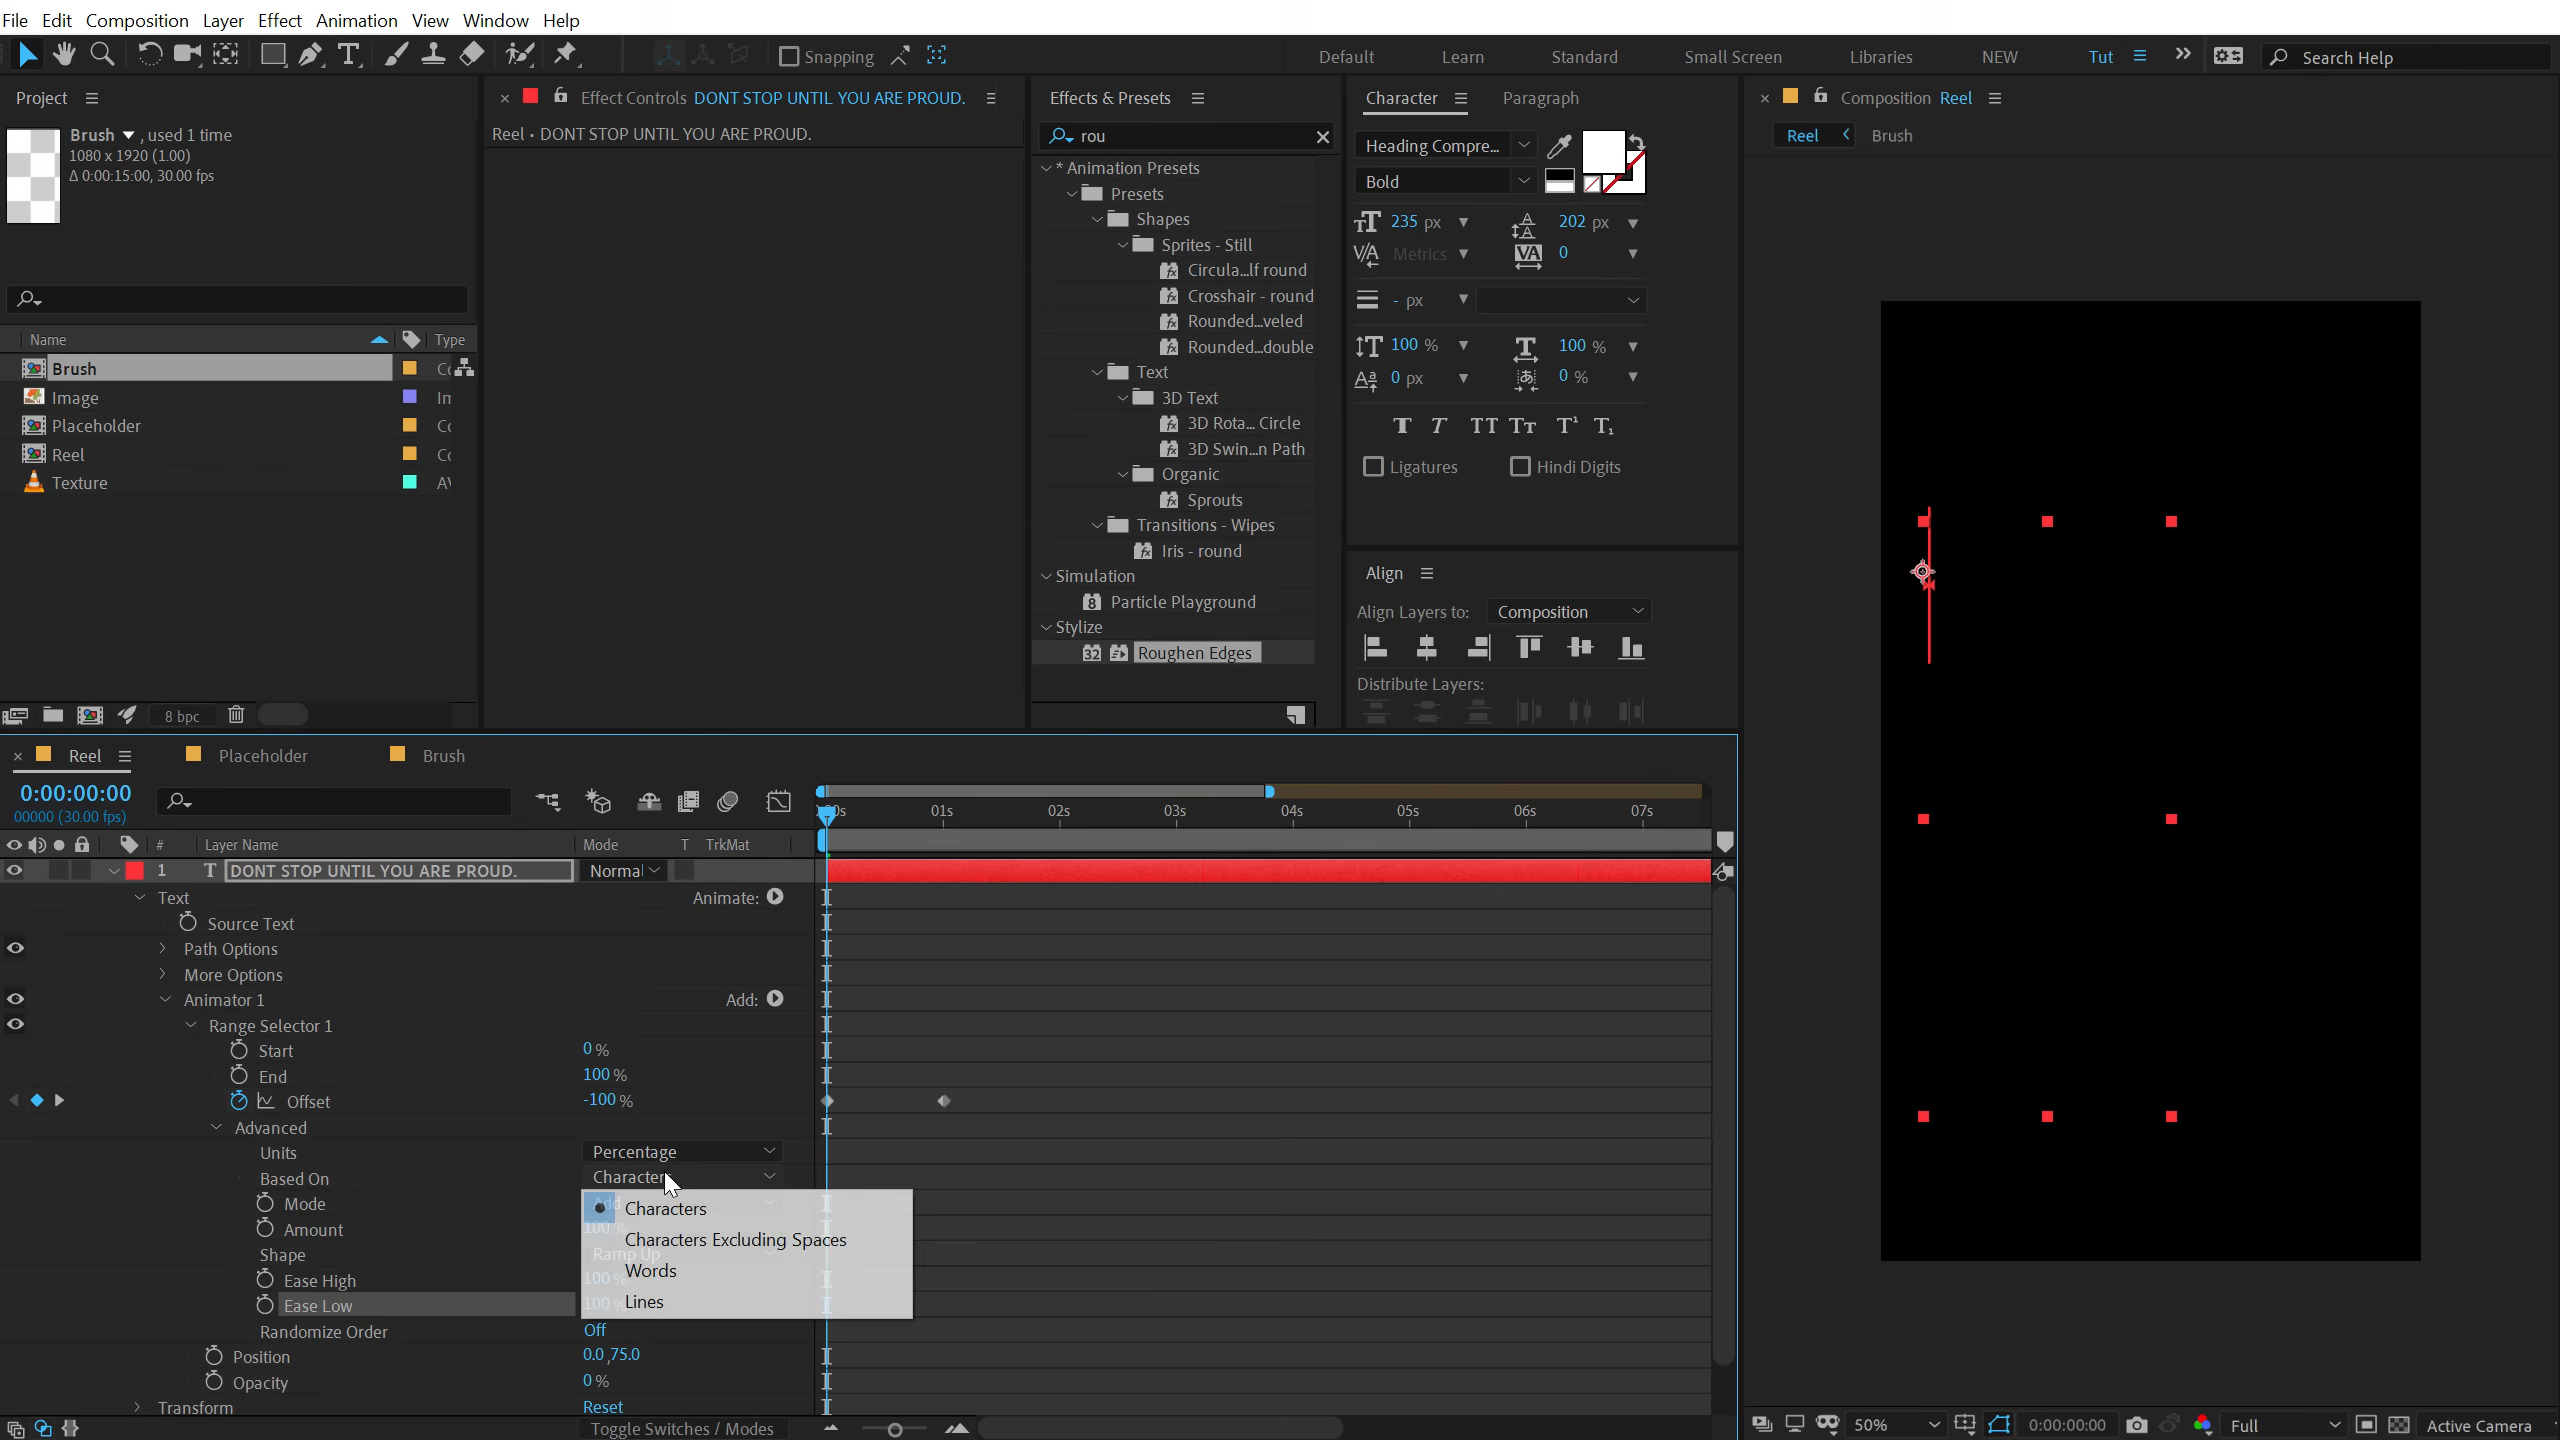 File Edit Composition Layer Effect Animation View Window Help
Snapping Default Learn Standard Small Screen Libraries NEW Tut Search Help
Project
Brush , used 1 time
1080 x 1920 (1.00)
Δ 0:00:15:00, 30.00 fps
Name Type
Brush
Image
Placeholder
Reel
Texture
8 bpc
Effect Controls DONT STOP UNTIL YOU ARE PROUD.
Reel • DONT STOP UNTIL YOU ARE PROUD.
Effects & Presets
rou
* Animation Presets
Presets
Shapes
Sprites - Still
Circula...lf round
Crosshair - round
Rounded...veled
Rounded...double
Text
3D Text
3D Rota... Circle
3D Swin...n Path
Organic
Sprouts
Transitions - Wipes
Iris - round
Simulation
Particle Playground
Stylize
Roughen Edges
Character Paragraph
Heading Compre...
Bold
235 px 202 px
Metrics 0
- px
100 % 100 %
0 px 0 %
Ligatures Hindi Digits
Align
Align Layers to: Composition
Distribute Layers:
Composition Reel
Reel Brush
Reel Placeholder Brush
0:00:00:00
00000 (30.00 fps)
01s 02s 03s 04s 05s 06s 07s
# Layer Name Mode T TrkMat
1 T DONT STOP UNTIL YOU ARE PROUD. Normal
Text Animate:
Source Text
Path Options
More Options
Animator 1 Add:
Range Selector 1
Start 0 %
End 100 %
Offset -100 %
Advanced
Units Percentage
Based On Characters
Mode Add
Amount 100 %
Shape Ramp Up
Ease High 100 %
Ease Low 100 %
Characters
Characters Excluding Spaces
Words
Lines
Randomize Order Off
Position 0.0 ,75.0
Opacity 0 %
Transform Reset
Toggle Switches / Modes
50% 0:00:00:00 Full Active Camera